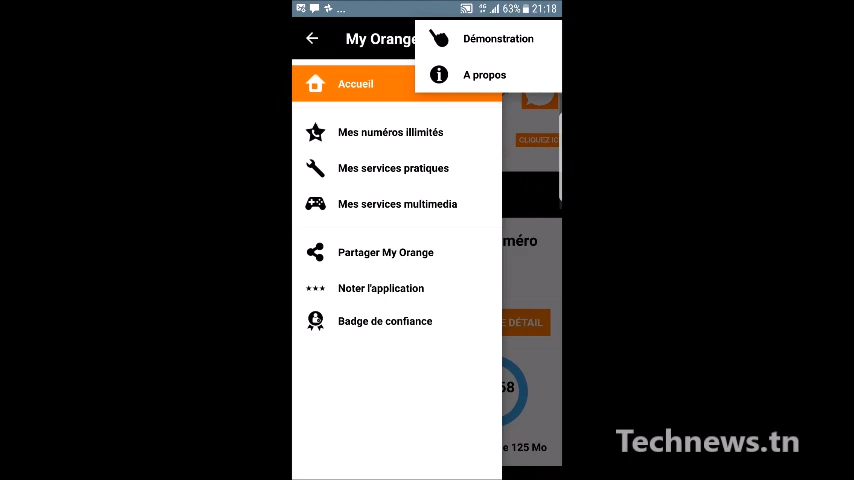 63% 21:18
My Orange
Démonstration
A propos
Accueil
CLIQUEZ IC
Mes numéros illimités
Mes services pratiques
Mes services multimedia
méro
Partager My Orange
Noter l'application
Badge de confiance
E DÉTAIL
58
e 125 Mo
Technews.tn